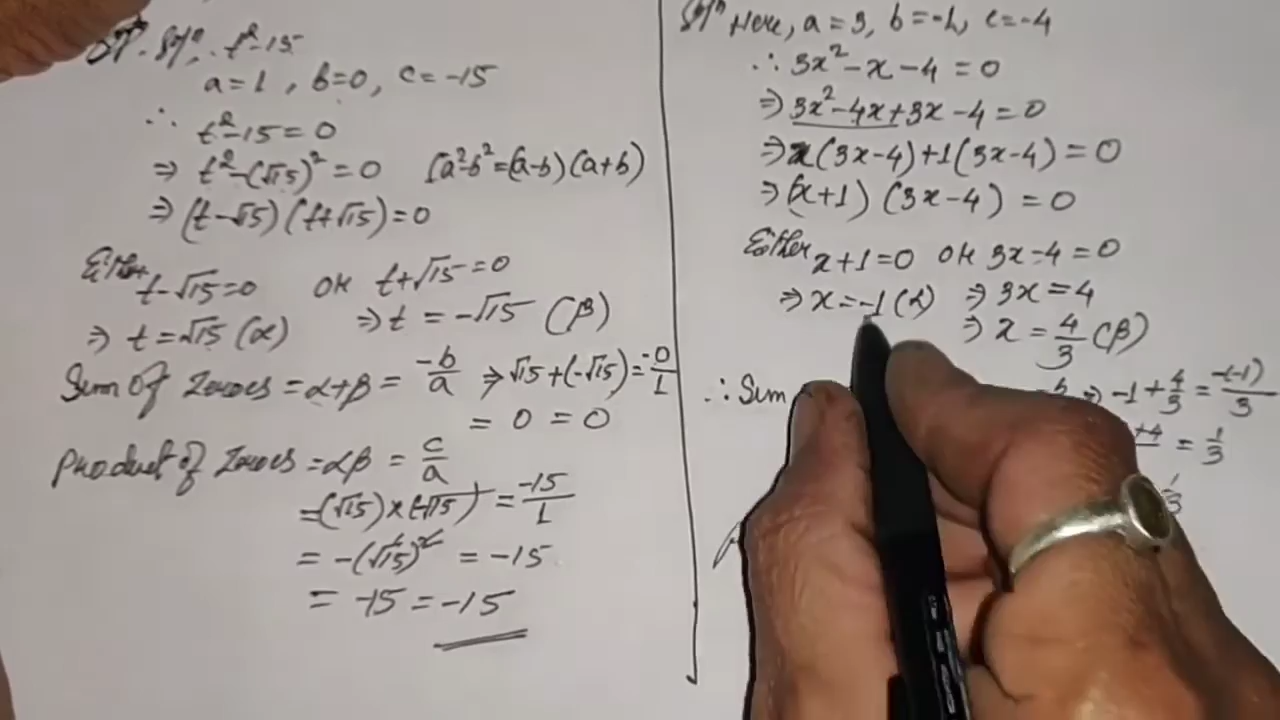 Solⁿ. t²-15
a=1, b=0, c=-15
∴ t²-15=0
⇒ t²-(√15)²=0 [a²-b²=(a-b)(a+b)
⇒ (t-√15)(t+√15)=0
Either t-√15=0 OR t+√15=0
⇒ t=√15 (α) ⇒ t = -√15 (β)
Sum of Zeroes = α+β = -b/a ⇒ √15+(-√15) = -0/1
= 0 = 0
Product of Zeroes = αβ = c/a
=(√15)×(-√15) = -15/1
= -(√15)² = -15
= -15 = -15
Solⁿ Here, a=3, b=-1, c=-4
∴ 3x²-x-4=0
⇒ 3x²-4x+3x-4=0
⇒ x(3x-4)+1(3x-4)=0
⇒ (x+1)(3x-4)=0
Either x+1=0 OR 3x-4=0
⇒ x=-1 (α) ⇒ 3x=4
⇒ x = 4/3 (β)
∴ Sum ⇒ -1+4/3 = -(-1)/3
+4 = 1/3